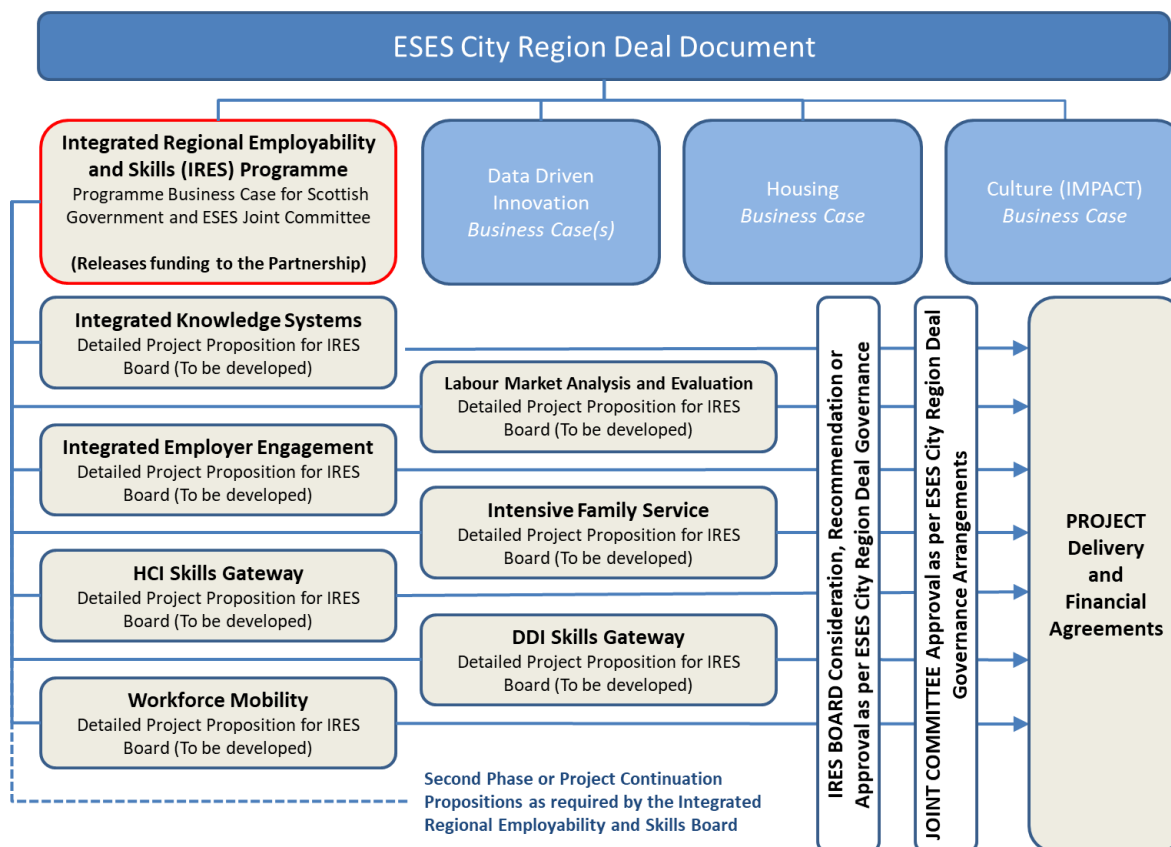 ESES City Region Deal Document
Integrated Regional Employability
and Skills (IRES) Programme
Programme Business Case for Scottish
Government and ESES Joint Committee
(Releases funding to the Partnership)
Data Driven
Innovation
Business Case(s)
Housing
Business Case
Culture (IMPACT)
Business Case
Integrated Knowledge Systems
Detailed Project Proposition for IRES
Board (To be developed)
Labour Market Analysis and Evaluation
Detailed Project Proposition for IRES
Board (To be developed)
Integrated Employer Engagement
Detailed Project Proposition for IRES
Board (To be developed)
Intensive Family Service
Detailed Project Proposition for IRES
Board (To be developed)
HCI Skills Gateway
Detailed Project Proposition for IRES
Board (To be developed)
DDI Skills Gateway
Detailed Project Proposition for IRES
Board (To be developed)
Workforce Mobility
Detailed Project Proposition for IRES
Board (To be developed)
Second Phase or Project Continuation
Propositions as required by the Integrated
Regional Employability and Skills Board
IRES BOARD Consideration, Recommendation or
Approval as per ESES City Region Deal Governance
JOINT COMMITTEE Approval as per ESES City Region Deal
Governance Arrangements
PROJECT
Delivery
and
Financial
Agreements